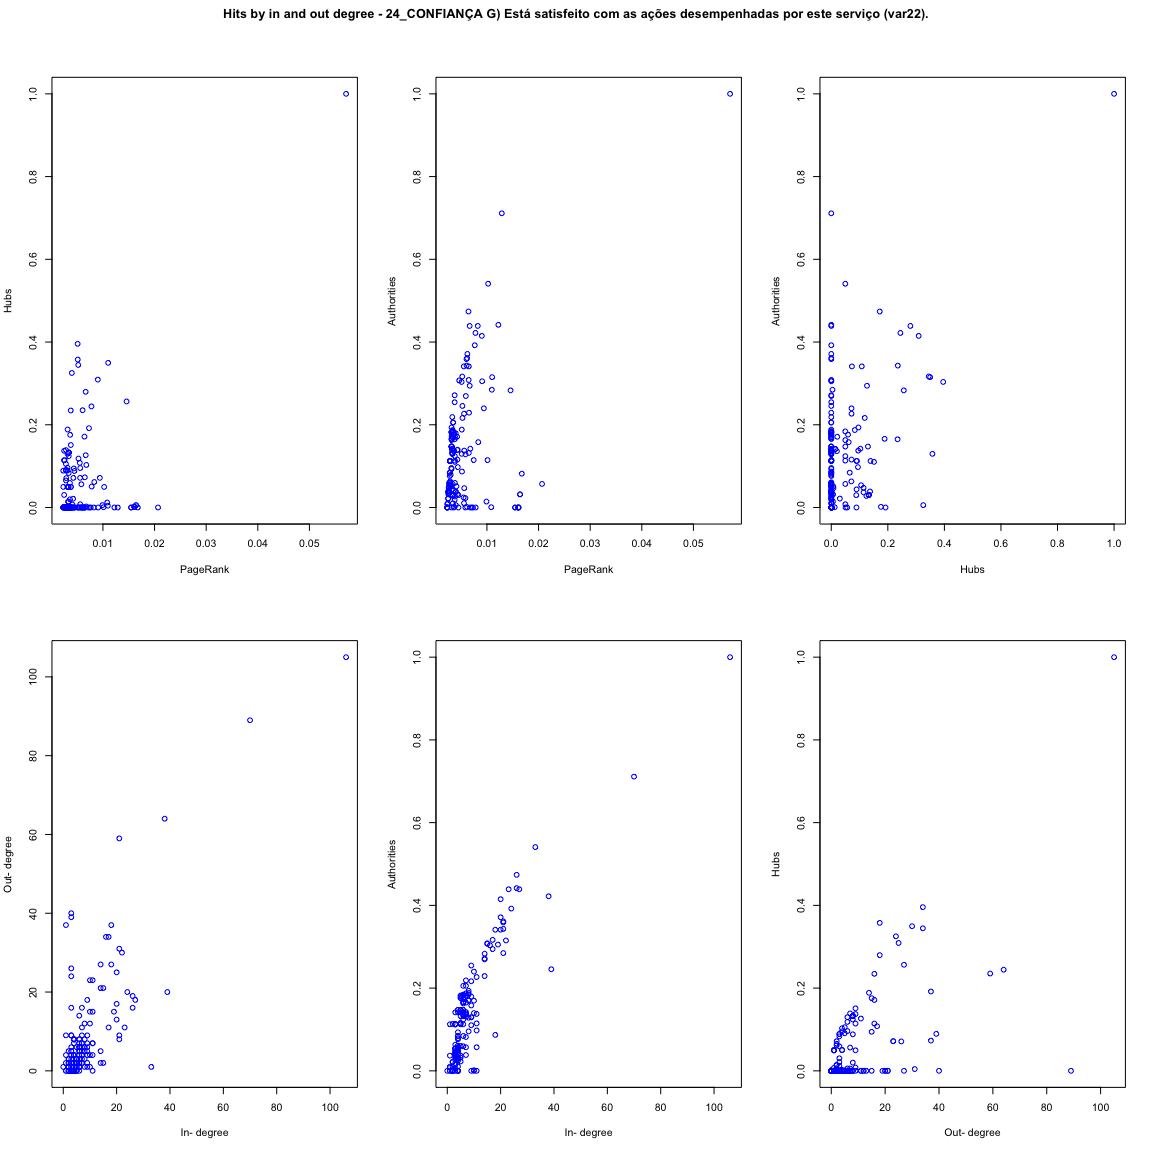 Hits by in and out degree - 24_CONFIANÇA G) Está satisfeito com as ações desempenhadas por este serviço (var22).
Hubs
0.0 0.2 0.4 0.6 0.8 1.0
0.01 0.02 0.03 0.04 0.05
PageRank
Authorities
0.0 0.2 0.4 0.6 0.8 1.0
0.01 0.02 0.03 0.04 0.05
PageRank
Authorities
0.0 0.2 0.4 0.6 0.8 1.0
0.0 0.2 0.4 0.6 0.8 1.0
Hubs
Out- degree
0 20 40 60 80 100
0 20 40 60 80 100
In- degree
Authorities
0.0 0.2 0.4 0.6 0.8 1.0
0 20 40 60 80 100
In- degree
Hubs
0.0 0.2 0.4 0.6 0.8 1.0
0 20 40 60 80 100
Out- degree